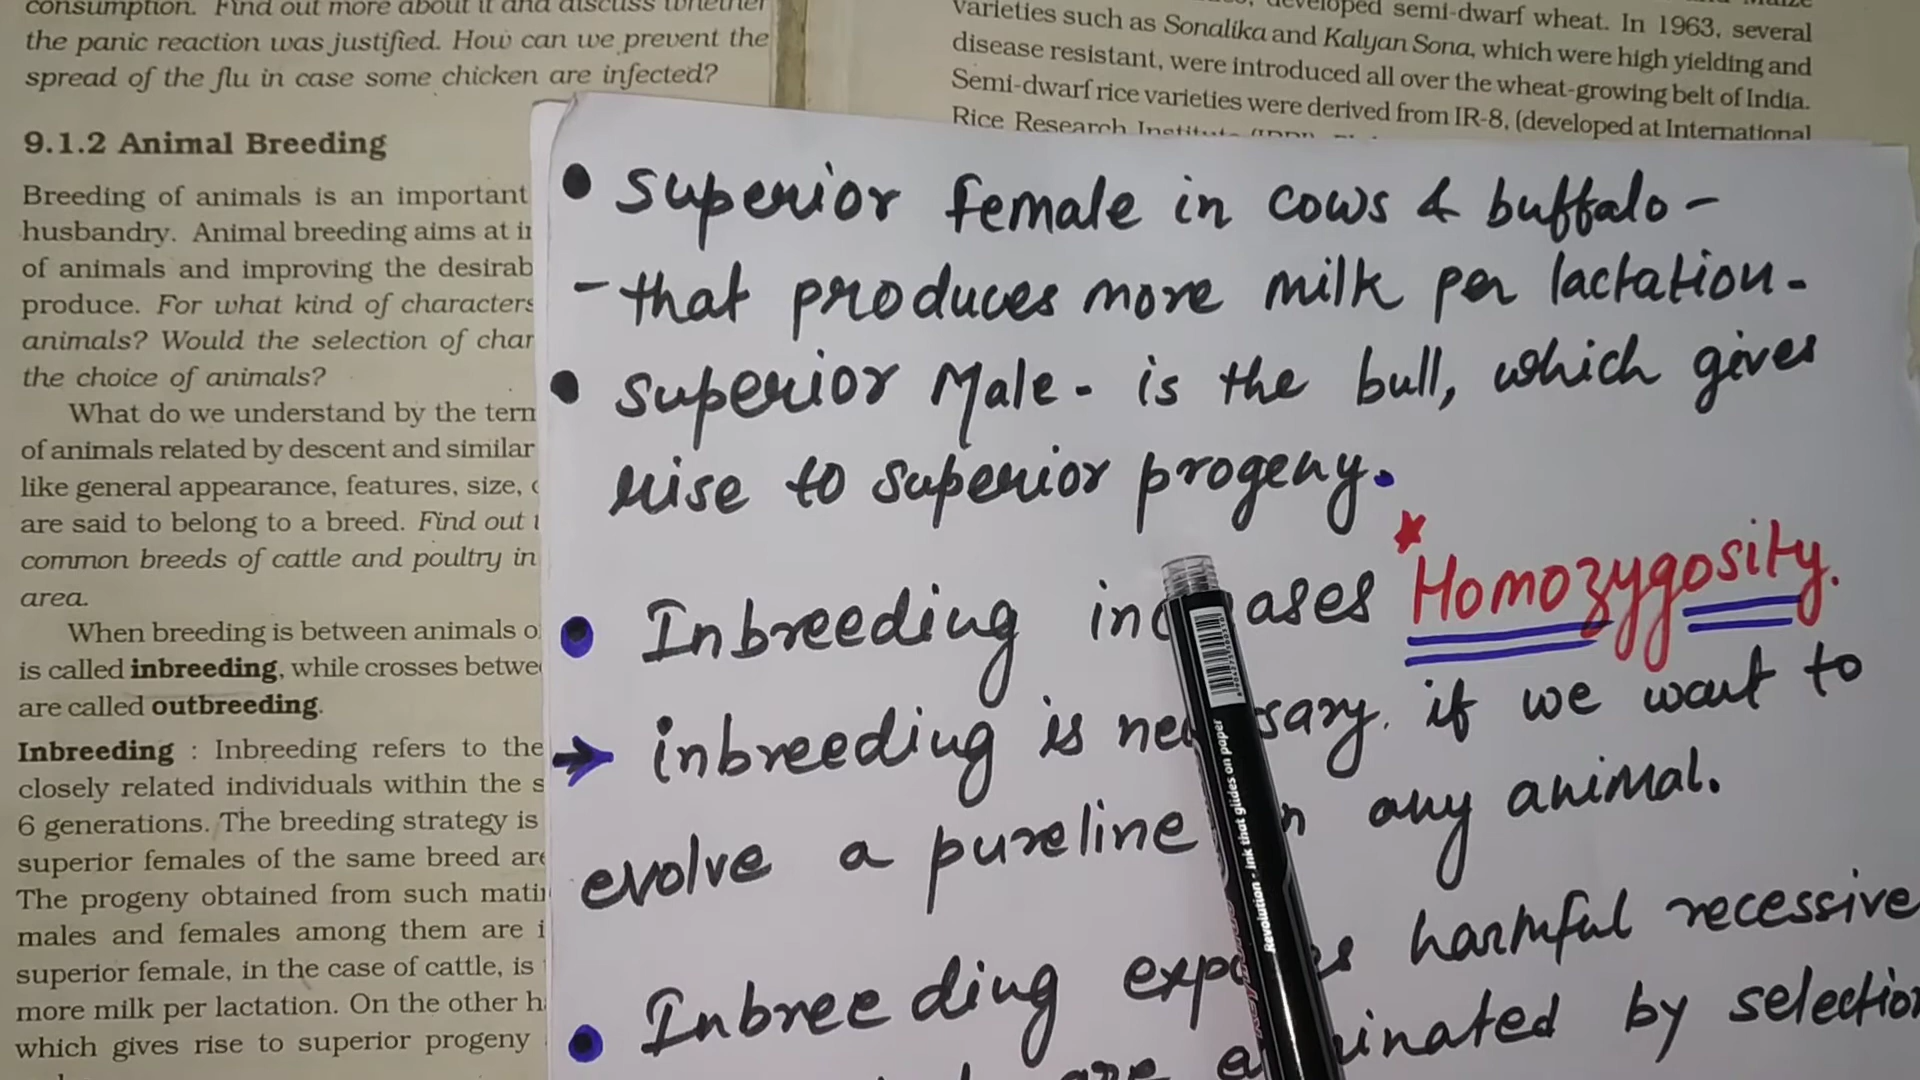 consumption. Find out more about it and discuss whether
the panic reaction was justified. How can we prevent the
spread of the flu in case some chicken are infected?
9.1.2 Animal Breeding
Breeding of animals is an important
husbandry. Animal breeding aims at
of animals and improving the desirab
produce. For what kind of characters
animals? Would the selection of char
the choice of animals?
What do we understand by the term
of animals related by descent and similar
like general appearance, features, size,
are said to belong to a breed. Find out
common breeds of cattle and poultry in
area.
When breeding is between animals o
is called inbreeding, while crosses betwe
are called outbreeding.
Inbreeding : Inbreeding refers to the
closely related individuals within the s
6 generations. The breeding strategy is
superior females of the same breed are
The progeny obtained from such mati
males and females among them are i
superior female, in the case of cattle, is
more milk per lactation. On the other h
which gives rise to superior progeny
developed semi-dwarf wheat. In 1963, several
varieties such as Sonalika and Kalyan Sona, which were high yielding and
disease resistant, were introduced all over the wheat-growing belt of India.
Semi-dwarf rice varieties were derived from IR-8, (developed at International
Rice Research
• Superior female in cows & buffalo -
- that produces more milk per lactation -
• Superior Male - is the bull, which gives
rise to superior progeny.
• Inbreeding inc ases Homozygosity.
→ inbreeding is ne sary. if we want to
evolve a pureline n any animal.
• Inbreeding exp s harmful recessive
are e inated by selection
Revolution - ink that glides on paper